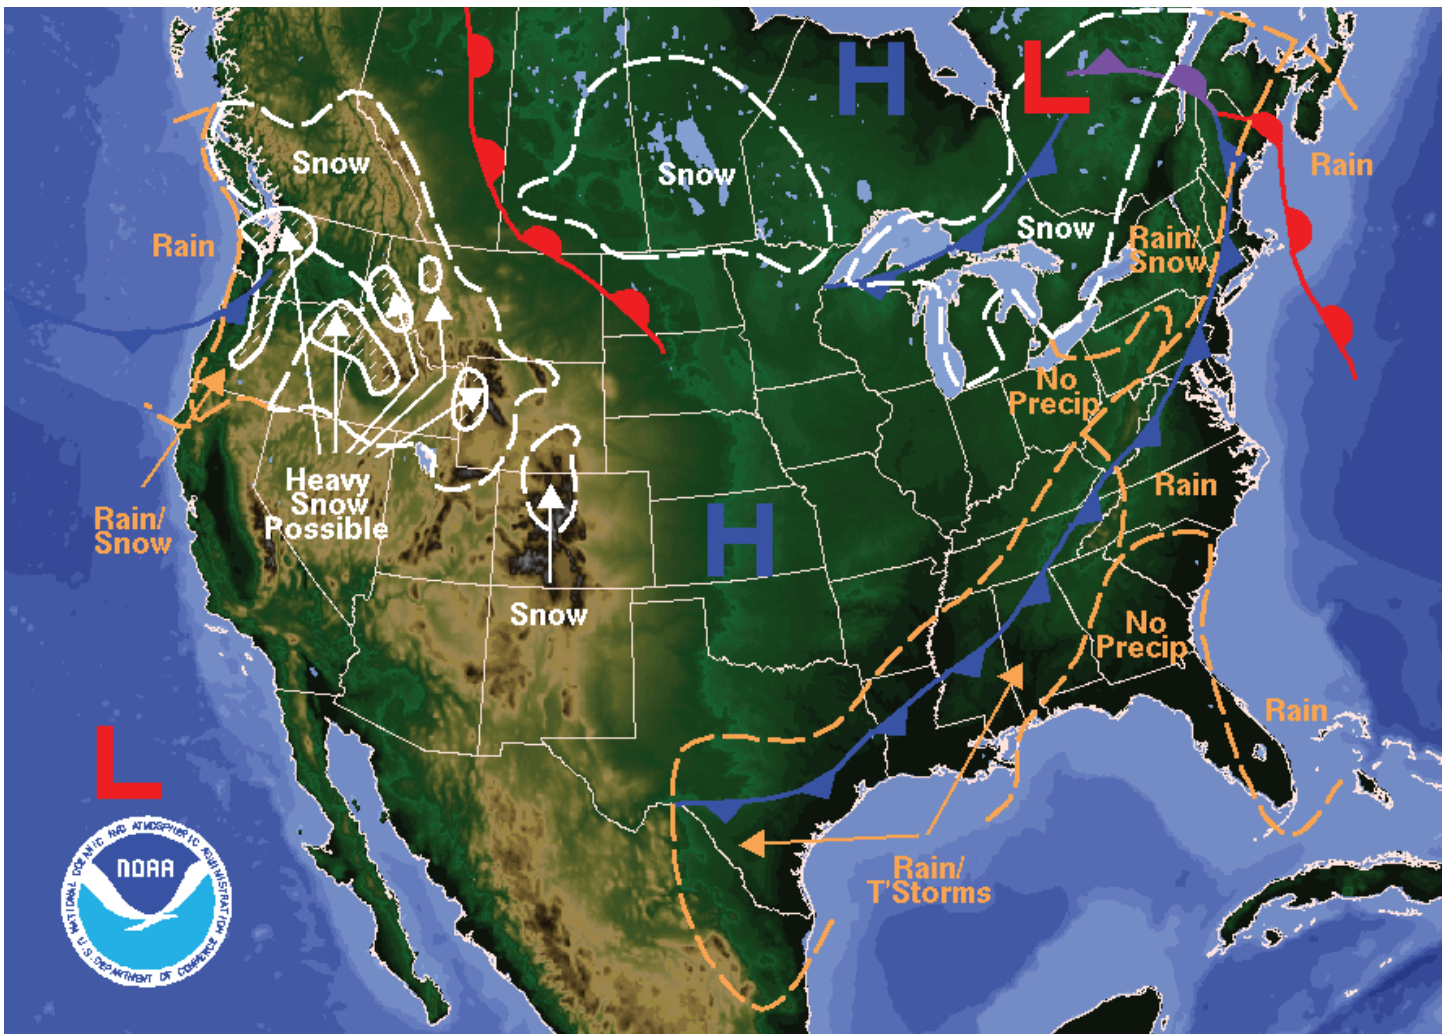 H
L
Snow
Snow
Rain
Rain
Snow
Rain/
Snow
No
Precip
Heavy
Snow
Possible
Rain/
Snow
Rain
H
Snow
No
Precip
Rain
L
Rain/
T'Storms
NATIONAL OCEANIC AND ATMOSPHERIC ADMINISTRATION
NOAA
U.S. DEPARTMENT OF COMMERCE